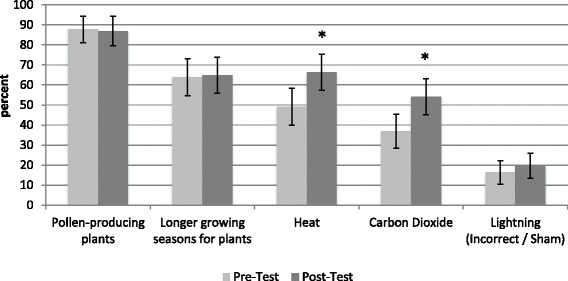 100
90
80
70
60
50
40
30
20
10
0
percent
*
*
Pollen-producing
plants
Longer growing
seasons for plants
Heat
Carbon Dioxide
Lightning
(Incorrect / Sham)
Pre-Test
Post-Test